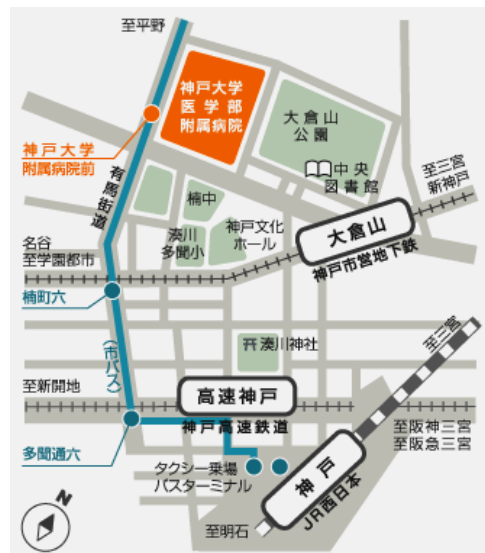 至平野
神戸大学
医学部
附属病院
大倉山
公園
中央
図書館
神戸大学
附属病院前
有馬街道
至三宮
新神戸
楠中
湊川
多聞小
神戸文化
ホール
大倉山
神戸市営地下鉄
名谷
至学園都市
楠町六
(市バス)
湊川神社
至三宮
至新開地
高速神戸
神戸高速鉄道
至阪神三宮
至阪急三宮
多聞通六
タクシー乗場
バスターミナル
神戸
JR西日本
至明石
N